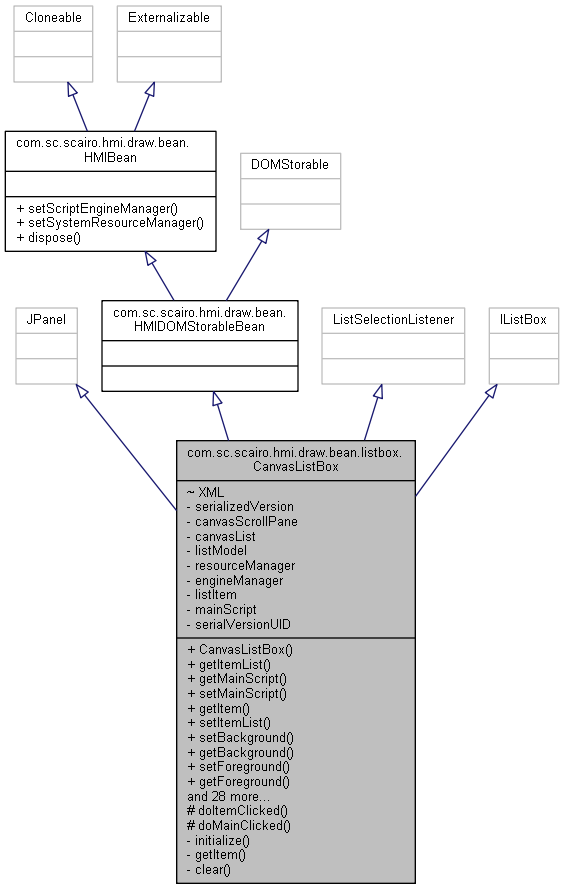 Cloneable
Externalizable
com.sc.scairo.hmi.draw.bean.
HMIBean
+ setScriptEngineManager()
+ setSystemResourceManager()
+ dispose()
DOMStorable
com.sc.scairo.hmi.draw.bean.
HMIDOMStorableBean
JPanel
ListSelectionListener
IListBox
com.sc.scairo.hmi.draw.bean.listbox.
CanvasListBox
~ XML
- serializedVersion
- canvasScrollPane
- canvasList
- listModel
- resourceManager
- engineManager
- listItem
- mainScript
- serialVersionUID
+ CanvasListBox()
+ getItemList()
+ getMainScript()
+ setMainScript()
+ getItem()
+ setItemList()
+ setBackground()
+ getBackground()
+ setForeground()
+ getForeground()
and 28 more...
# doItemClicked()
# doMainClicked()
- initialize()
- getItem()
- clear()